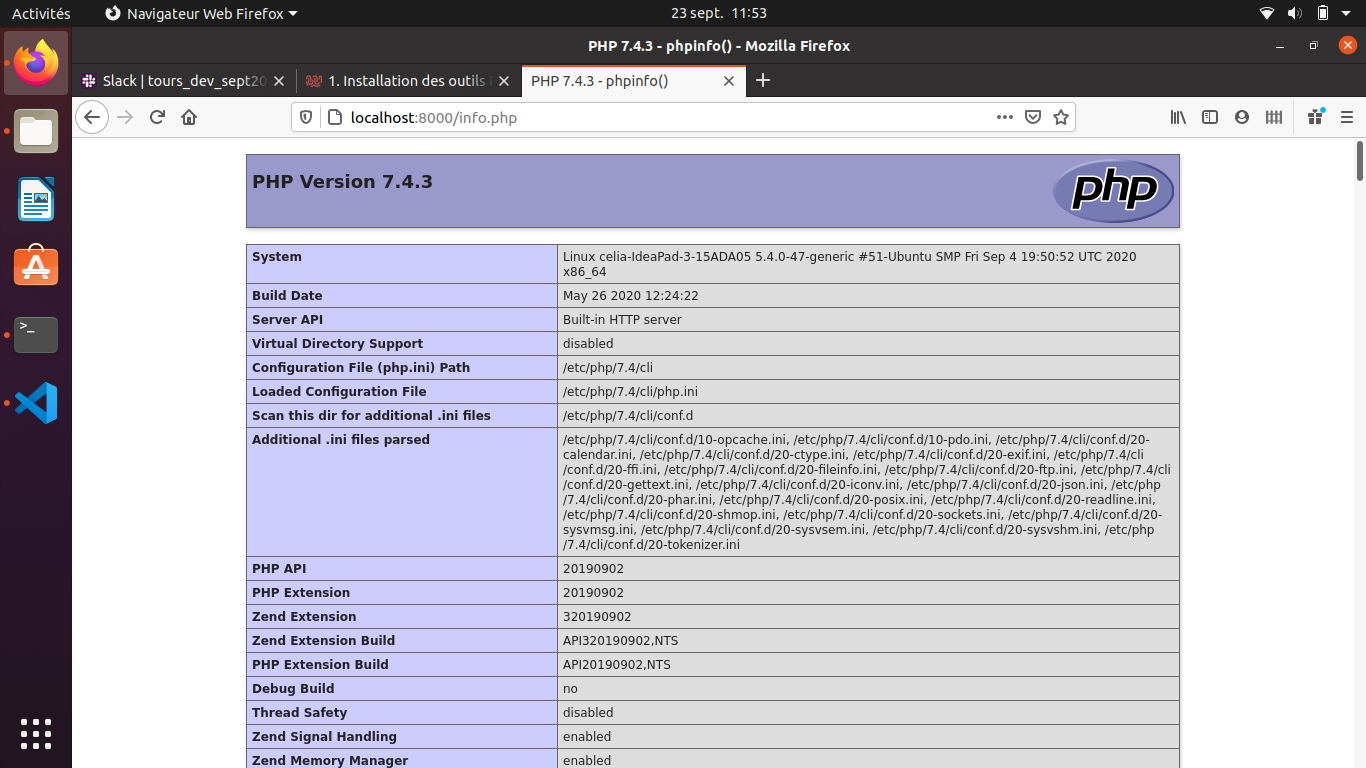 Activités
Navigateur Web Firefox
23 sept. 11:53
PHP 7.4.3 - phpinfo() - Mozilla Firefox
Slack | tours_dev_sept20
1. Installation des outils
PHP 7.4.3 - phpinfo()
localhost:8000/info.php
PHP Version 7.4.3
php
System
Linux celia-IdeaPad-3-15ADA05 5.4.0-47-generic #51-Ubuntu SMP Fri Sep 4 19:50:52 UTC 2020
x86_64
Build Date
May 26 2020 12:24:22
Server API
Built-in HTTP server
Virtual Directory Support
disabled
Configuration File (php.ini) Path
/etc/php/7.4/cli
Loaded Configuration File
/etc/php/7.4/cli/php.ini
Scan this dir for additional .ini files
/etc/php/7.4/cli/conf.d
Additional .ini files parsed
/etc/php/7.4/cli/conf.d/10-opcache.ini, /etc/php/7.4/cli/conf.d/10-pdo.ini, /etc/php/7.4/cli/conf.d/20-
calendar.ini, /etc/php/7.4/cli/conf.d/20-ctype.ini, /etc/php/7.4/cli/conf.d/20-exif.ini, /etc/php/7.4/cli
/conf.d/20-ffi.ini, /etc/php/7.4/cli/conf.d/20-fileinfo.ini, /etc/php/7.4/cli/conf.d/20-ftp.ini, /etc/php/7.4/cli
/conf.d/20-gettext.ini, /etc/php/7.4/cli/conf.d/20-iconv.ini, /etc/php/7.4/cli/conf.d/20-json.ini, /etc/php
/7.4/cli/conf.d/20-phar.ini, /etc/php/7.4/cli/conf.d/20-posix.ini, /etc/php/7.4/cli/conf.d/20-readline.ini,
/etc/php/7.4/cli/conf.d/20-shmop.ini, /etc/php/7.4/cli/conf.d/20-sockets.ini, /etc/php/7.4/cli/conf.d/20-
sysvmsg.ini, /etc/php/7.4/cli/conf.d/20-sysvsem.ini, /etc/php/7.4/cli/conf.d/20-sysvshm.ini, /etc/php
/7.4/cli/conf.d/20-tokenizer.ini
PHP API
20190902
PHP Extension
20190902
Zend Extension
320190902
Zend Extension Build
API320190902,NTS
PHP Extension Build
API20190902,NTS
Debug Build
no
Thread Safety
disabled
Zend Signal Handling
enabled
Zend Memory Manager
enabled